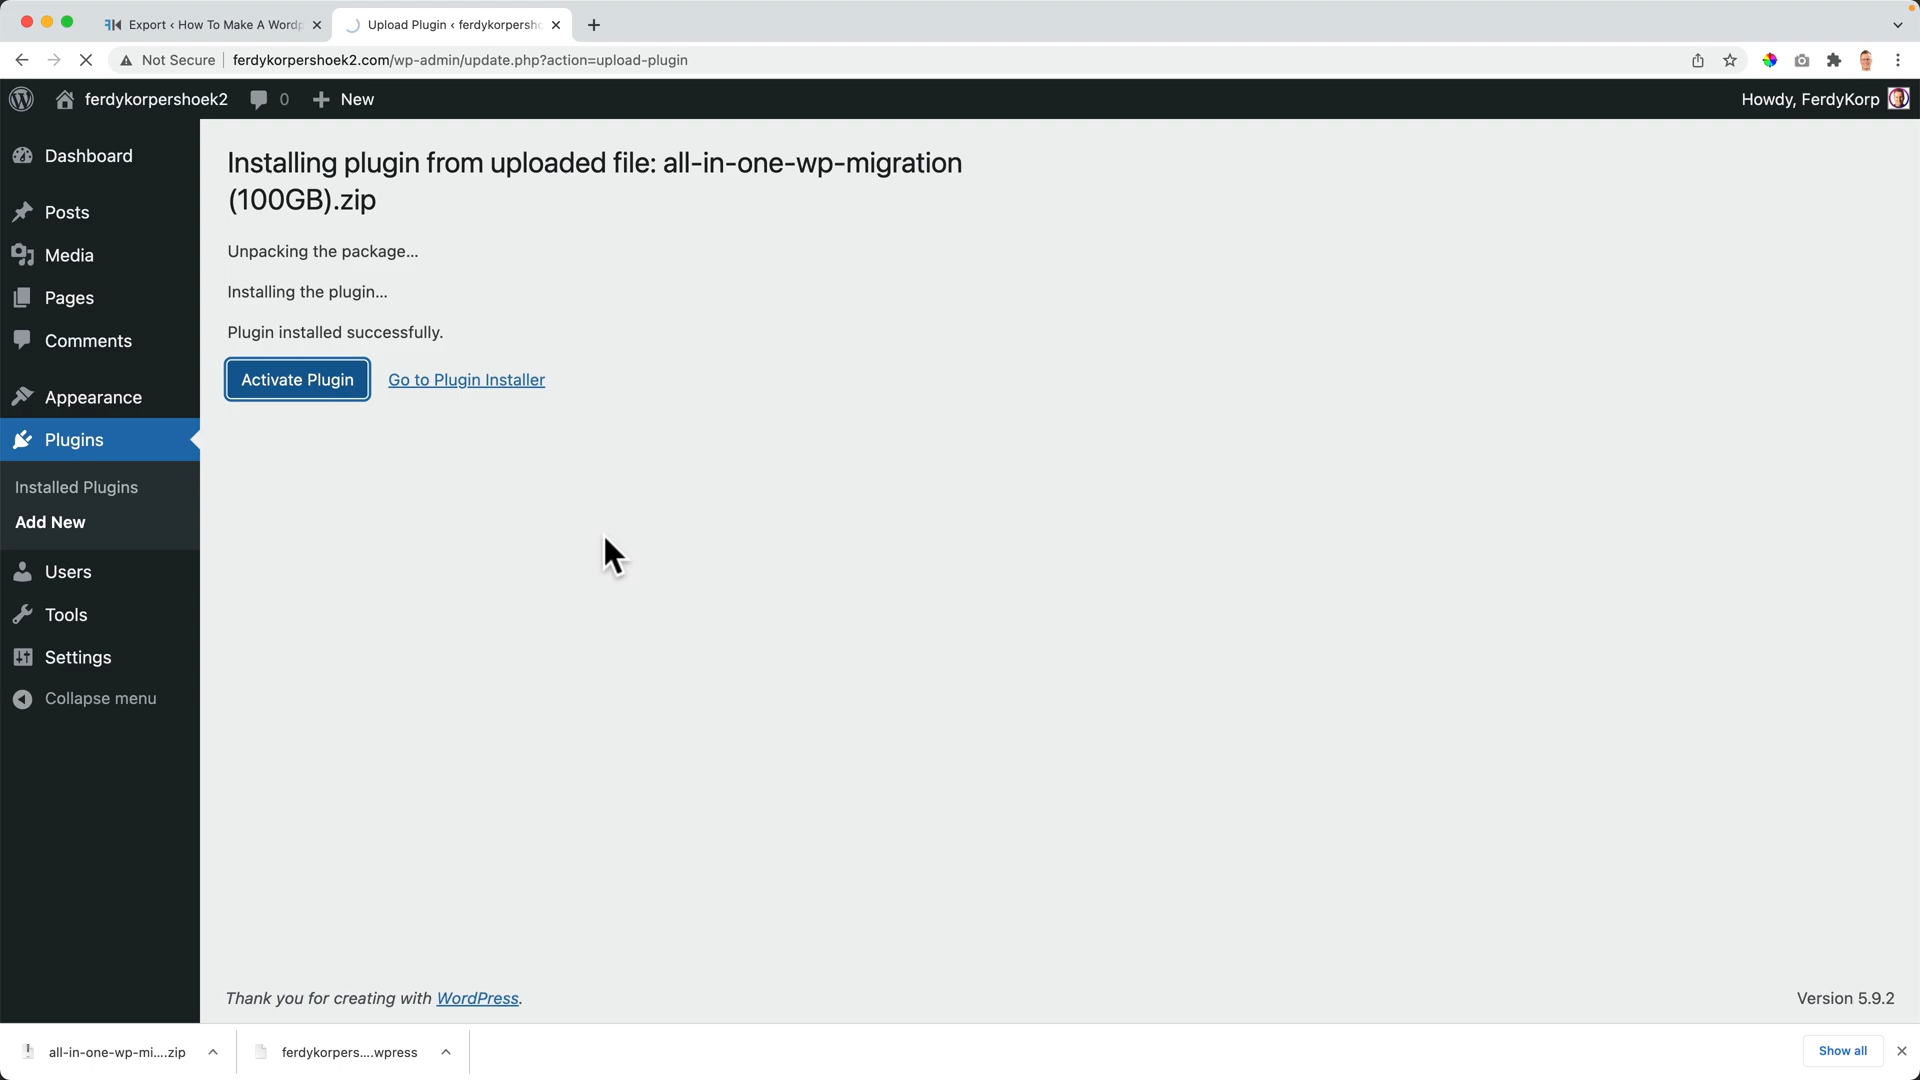 Export ‹ How To Make A Wordp
Upload Plugin ‹ ferdykorpersho
Not Secure
ferdykorpershoek2.com/wp-admin/update.php?action=upload-plugin
ferdykorpershoek2
0
New
Howdy, FerdyKorp
Dashboard
Posts
Media
Pages
Comments
Appearance
Plugins
Installed Plugins
Add New
Users
Tools
Settings
Collapse menu
Installing plugin from uploaded file: all-in-one-wp-migration
(100GB).zip
Unpacking the package...
Installing the plugin...
Plugin installed successfully.
Activate Plugin
Go to Plugin Installer
Thank you for creating with WordPress.
Version 5.9.2
all-in-one-wp-mi....zip
ferdykorpers....wpress
Show all